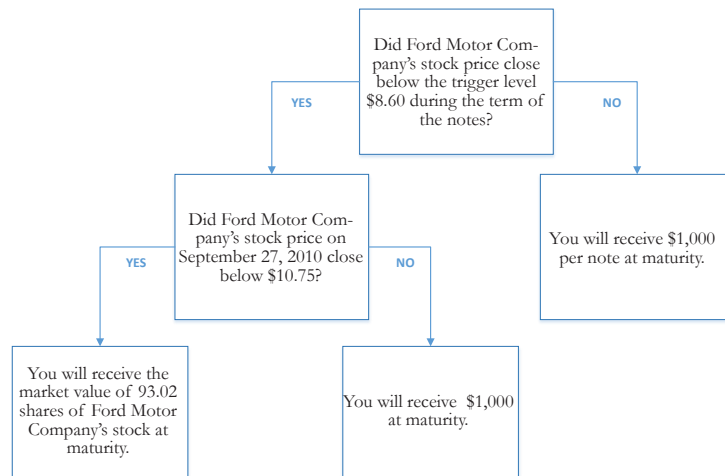 Did Ford Motor Com-
pany's stock price close
below the trigger level
$8.60 during the term of
the notes?
YES
NO
Did Ford Motor Com-
pany's stock price on
September 27, 2010 close
below $10.75?
You will receive $1,000
per note at maturity.
YES
NO
You will receive the
market value of 93.02
shares of Ford Motor
Company's stock at
maturity.
You will receive $1,000
at maturity.